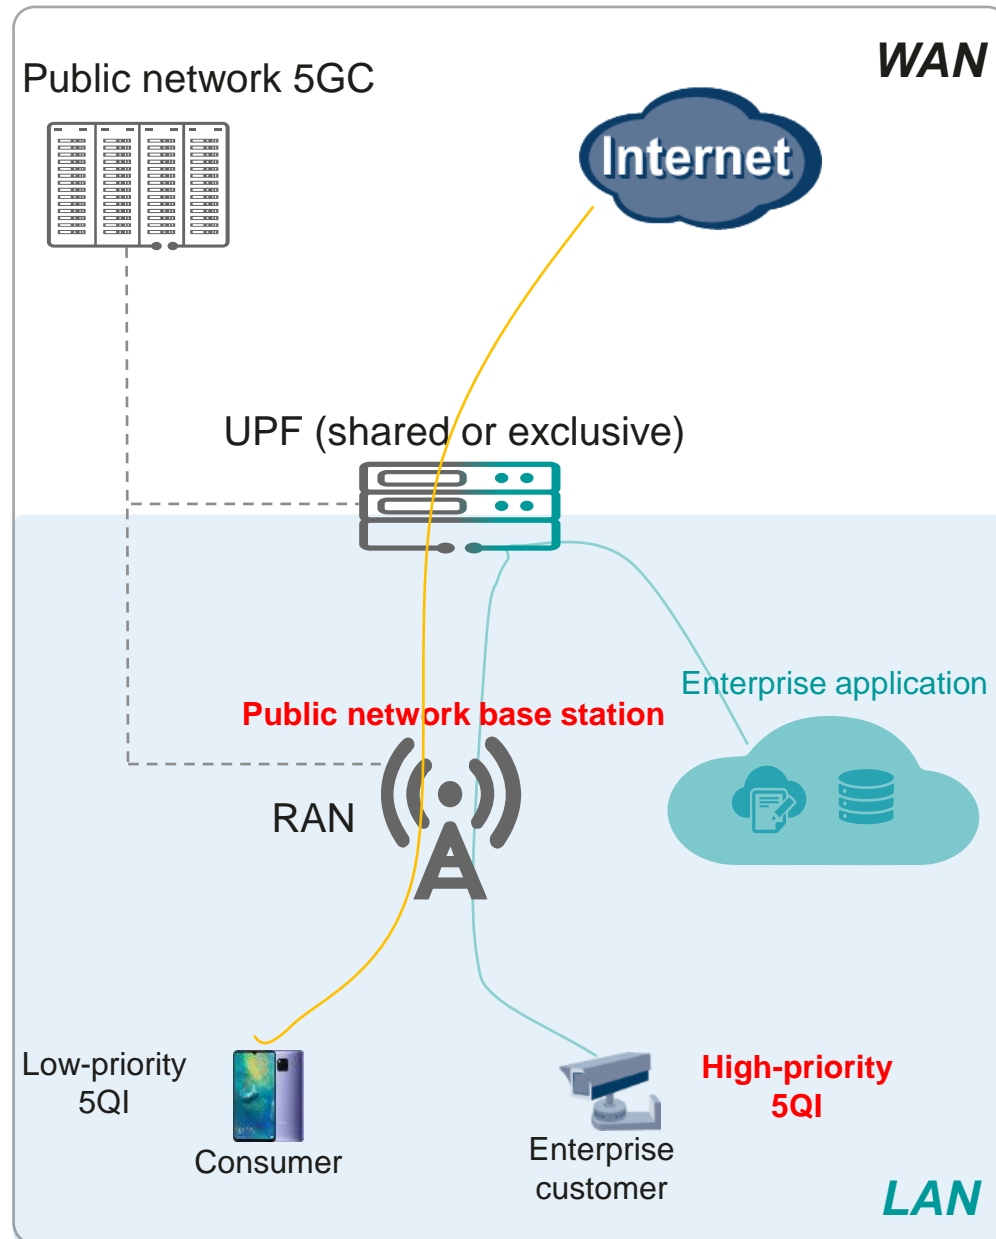 WAN
Public network 5GC
Internet
UPF (shared or exclusive)
Enterprise application
Public network base station
RAN
Low-priority
5QI
Consumer
Enterprise
customer
High-priority
5QI
LAN